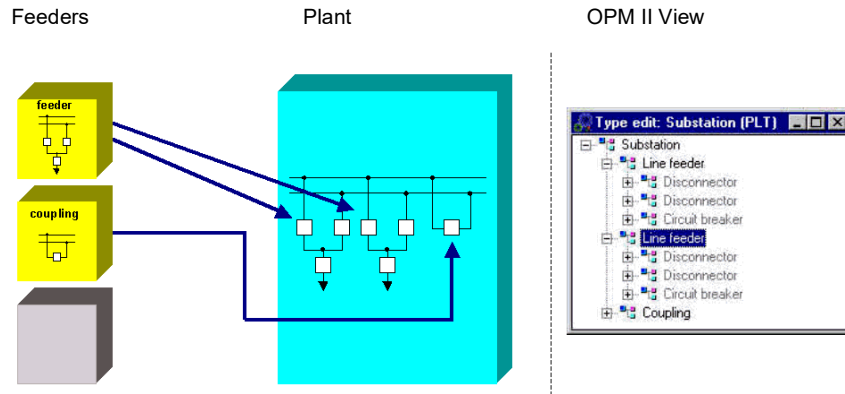 Feeders
Plant
OPM II View
feeder
coupling
Type edit: Substation (PLT)
Substation
Line feeder
Disconnector
Disconnector
Circuit breaker
Line feeder
Disconnector
Disconnector
Circuit breaker
Coupling